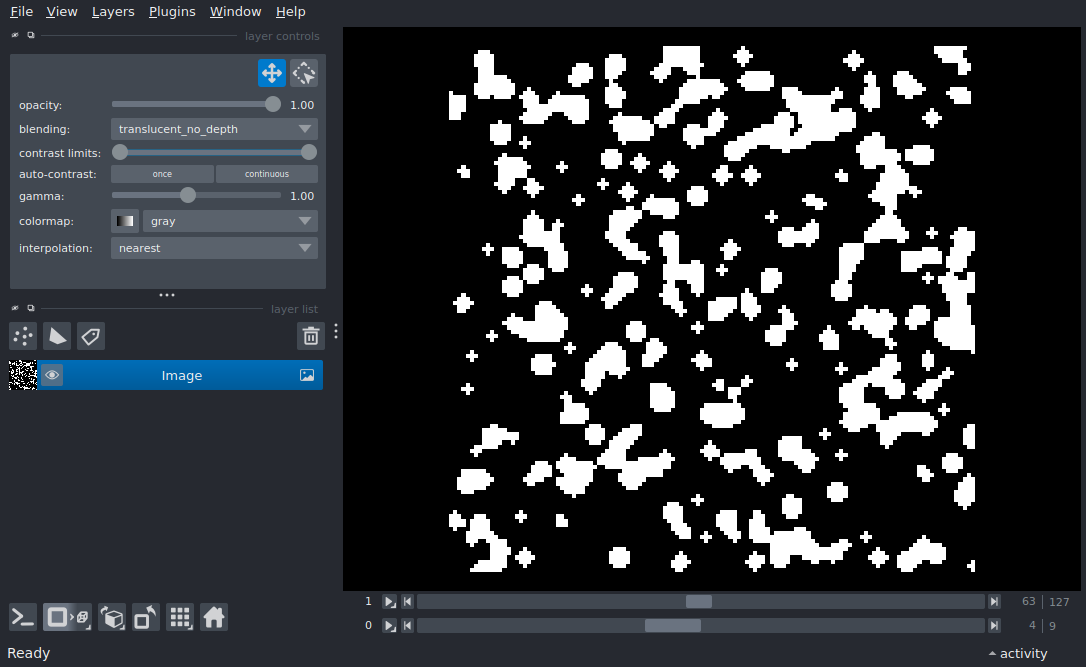 File View Layers Plugins Window Help
layer controls
opacity: 1.00
blending: translucent_no_depth
contrast limits:
auto-contrast: once continuous
gamma: 1.00
colormap: gray
interpolation: nearest
layer list
Image
1 63 127
0 4 9
Ready activity